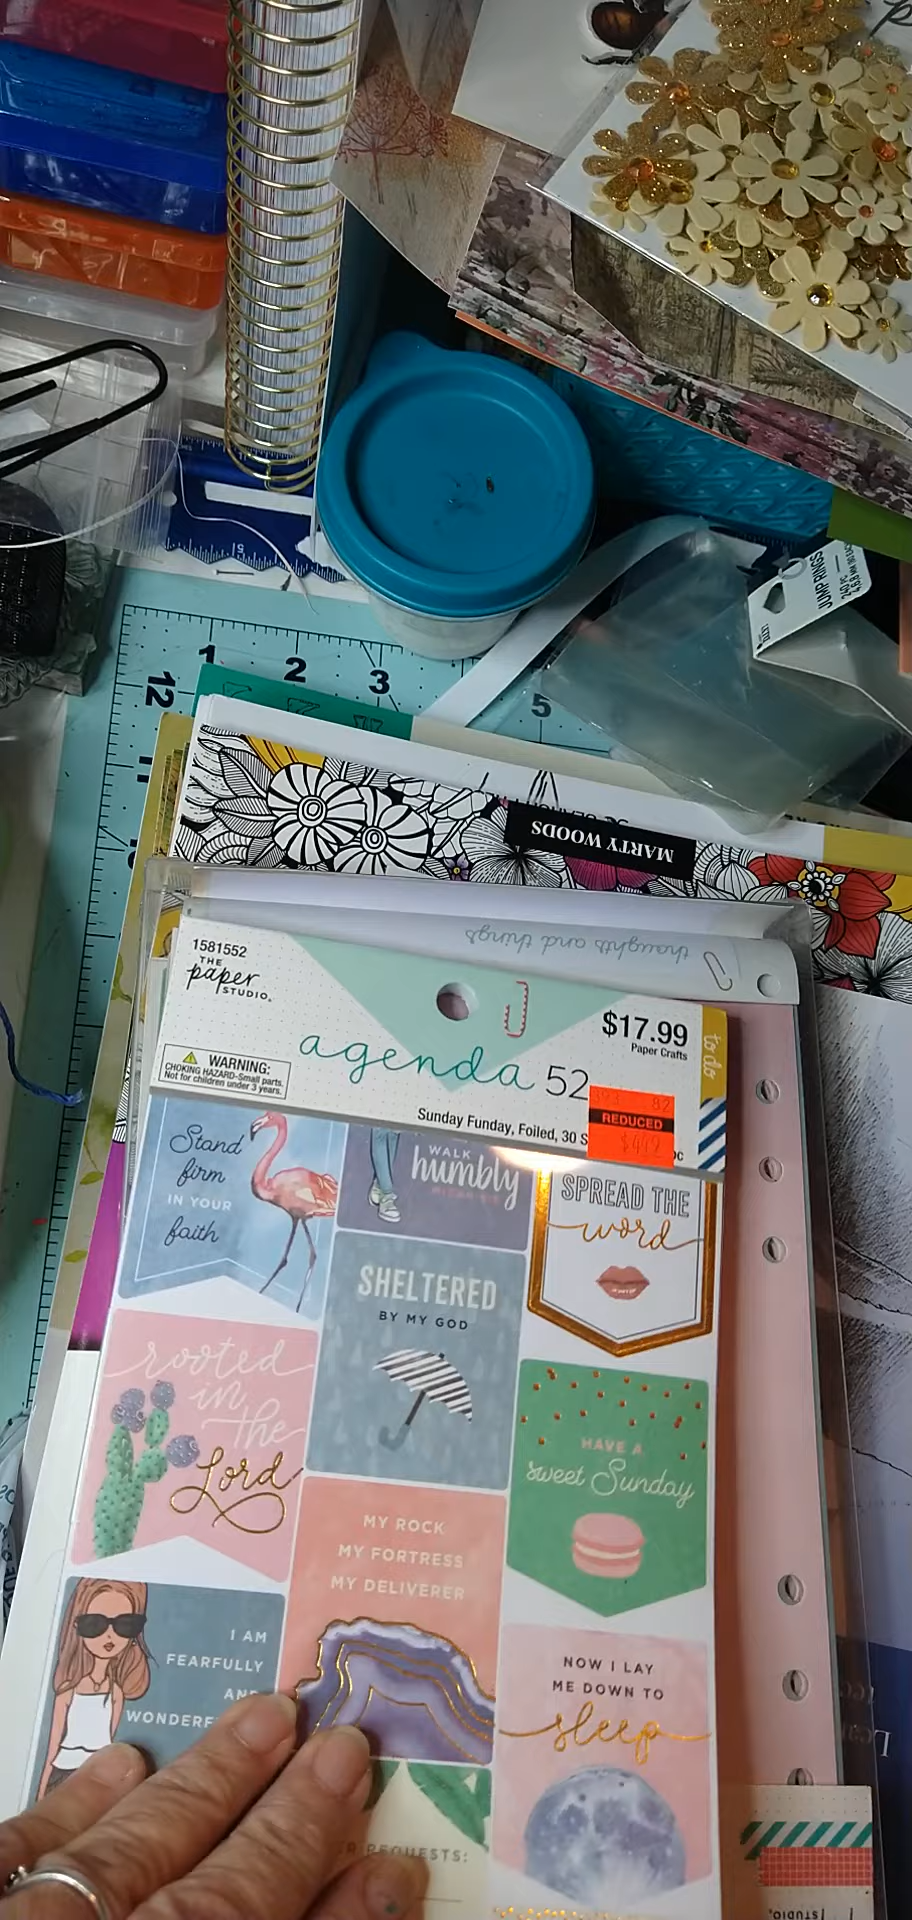 JUMP RINGS
240 PC
1
2
3
5
12
MARTY WOODS
thoughts and things
1581552
THE
paper
STUDIO
$17.99
Paper Crafts
to do
agenda 52
WARNING:
CHOKING HAZARD-Small parts.
Not for children under 3 years.
REDUCED
Sunday Funday, Foiled, 30 S
Stand
firm
IN YOUR
faith
WALK
humbly
SPREAD THE
word
SHELTERED
BY MY GOD
rooted
in
the
Lord
HAVE A
sweet Sunday
MY ROCK
MY FORTRESS
MY DELIVERER
I AM
FEARFULLY
AND
NOW I LAY
ME DOWN TO
sleep
REQUESTS:
STUDIO